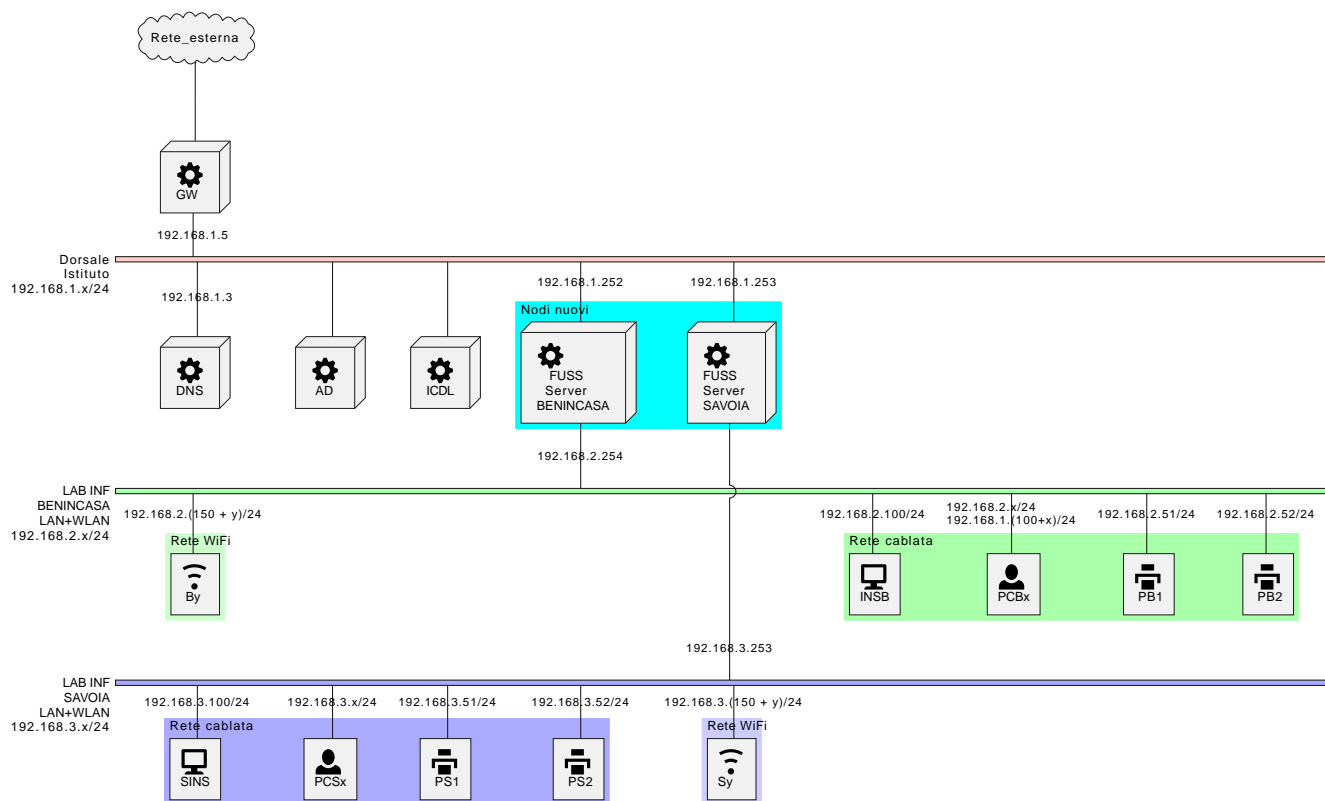 Rete_esterna
GW
192.168.1.5
Dorsale
Istituto
192.168.1.x/24
192.168.1.3
192.168.1.252
192.168.1.253
Nodi nuovi
DNS
AD
ICDL
FUSS
Server
BENINCASA
FUSS
Server
SAVOIA
192.168.2.254
LAB INF
BENINCASA
LAN+WLAN
192.168.2.x/24
192.168.2.(150 + y)/24
192.168.2.100/24
192.168.2.x/24
192.168.1.(100+x)/24
192.168.2.51/24
192.168.2.52/24
Rete WiFi
By
Rete cablata
INSB
PCBx
PB1
PB2
192.168.3.253
LAB INF
SAVOIA
LAN+WLAN
192.168.3.x/24
192.168.3.100/24
192.168.3.x/24
192.168.3.51/24
192.168.3.52/24
192.168.3.(150 + y)/24
Rete cablata
SINS
PCSx
PS1
PS2
Rete WiFi
Sy